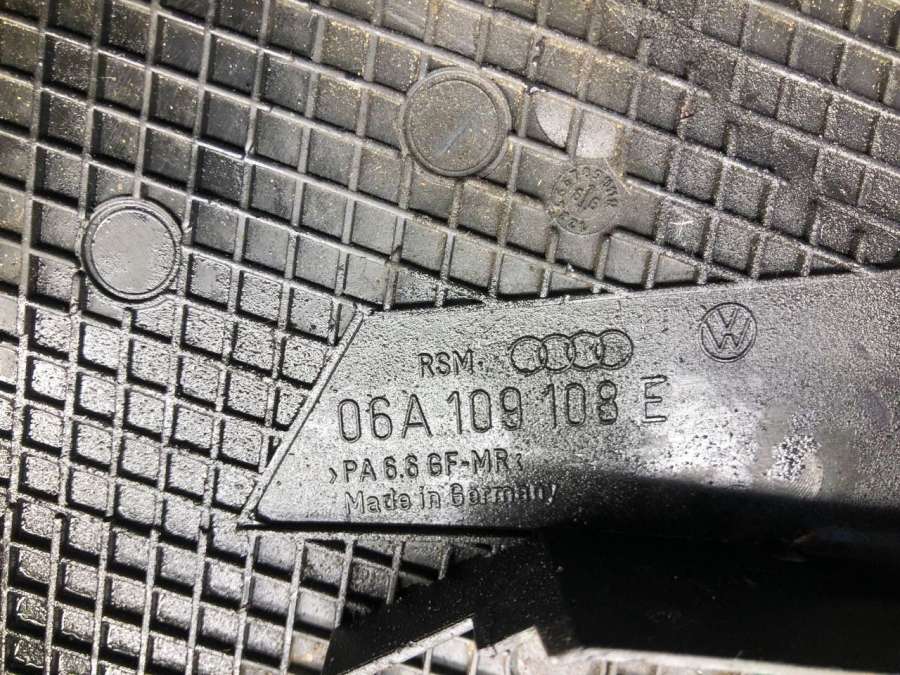 RSM.
06A 109 108 E
>PA 6.6 GF-MR<
Made in Germany